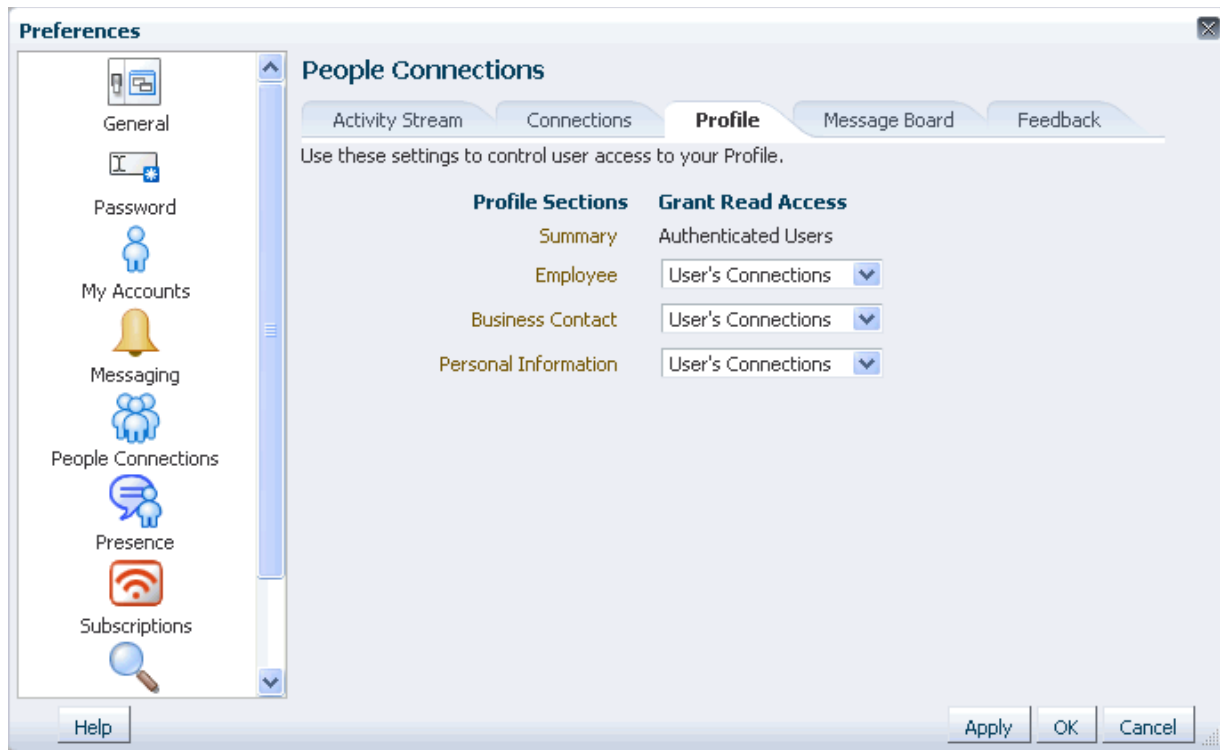 Preferences
General
Password
My Accounts
Messaging
People Connections
Presence
Subscriptions
People Connections
Activity Stream Connections Profile Message Board Feedback
Use these settings to control user access to your Profile.
Profile Sections Grant Read Access
Summary Authenticated Users
Employee User's Connections
Business Contact User's Connections
Personal Information User's Connections
Help Apply OK Cancel